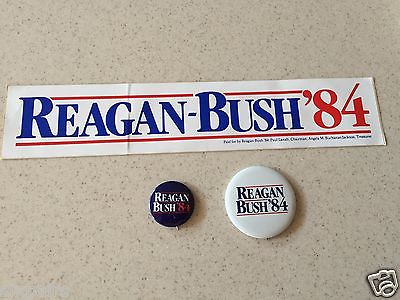 REAGAN-BUSH'84
Paid for by Reagan-Bush '84: Paul Laxalt, Chairman; Angela M. Buchanan Jackson, Treasurer
REAGAN
BUSH'84
REAGAN
BUSH'84